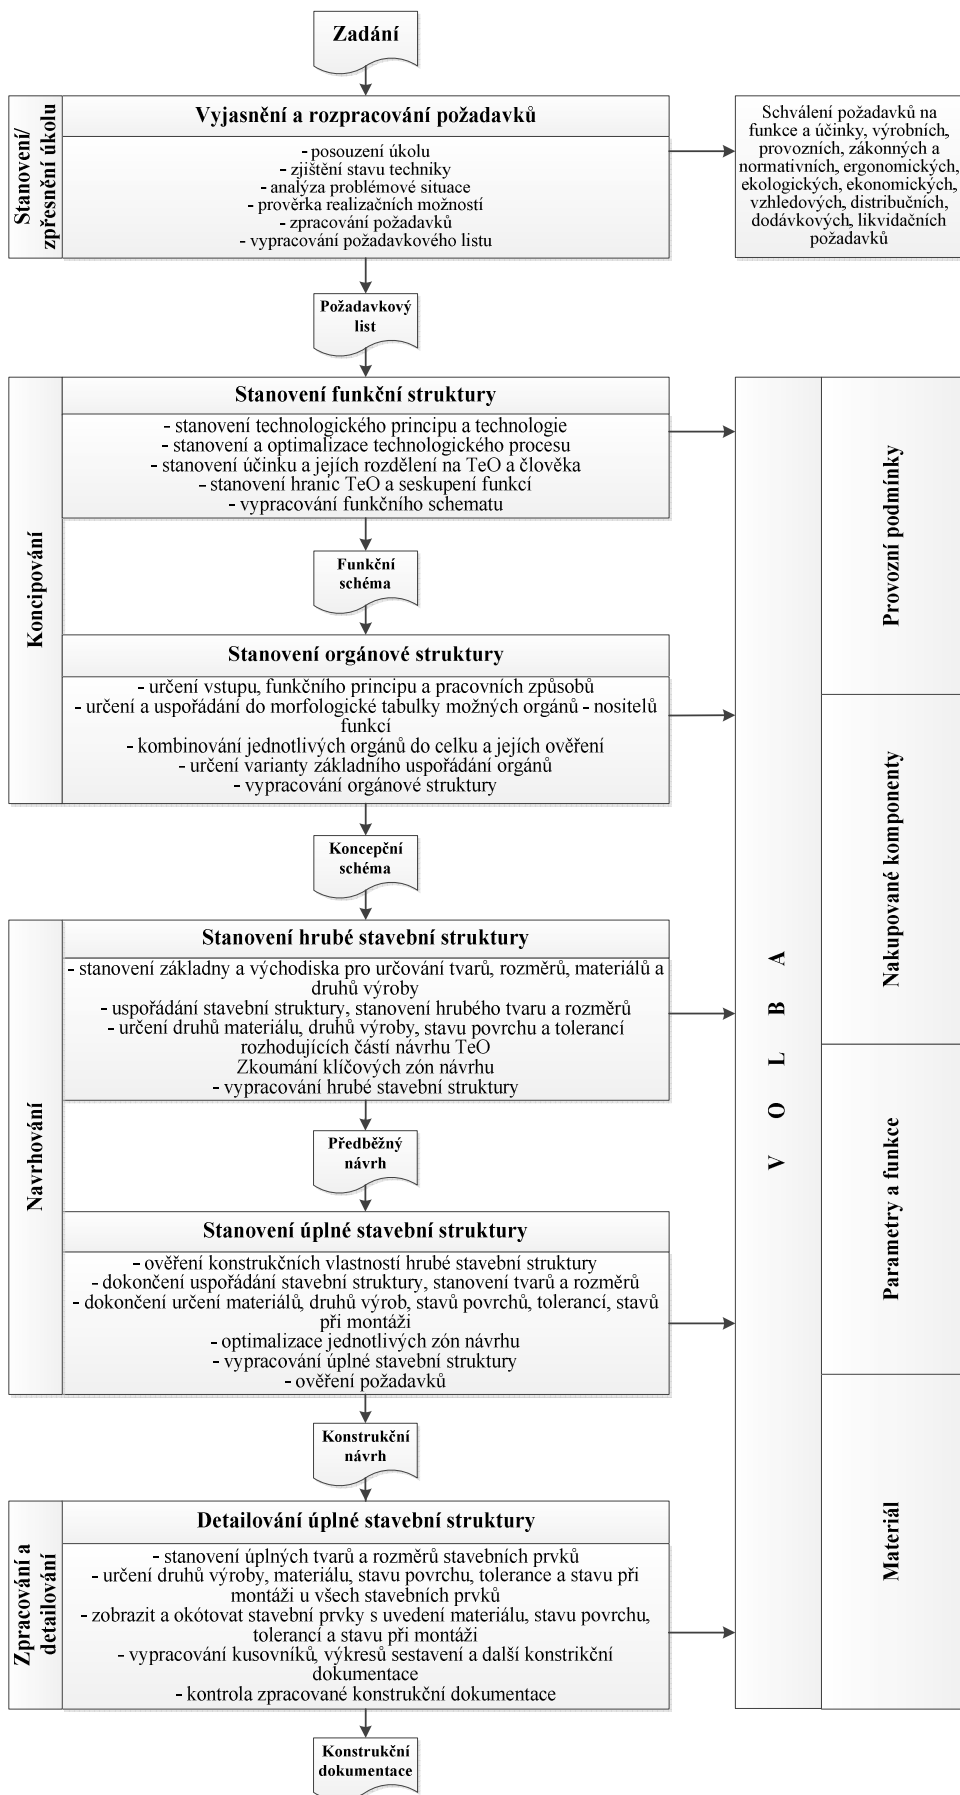 Zadání
Stanovení/
zpřesnění úkolu
Vyjasnění a rozpracování požadavků
- posouzení úkolu
- zjištění stavu techniky
- analýza problémové situace
- prověrka realizačních možností
- zpracování požadavků
- vypracování požadavkového listu
Schválení požadavků na
funkce a účinky, výrobních,
provozních, zákonných a
normativních, ergonomických,
ekologických, ekonomických,
vzhledových, distribučních,
dodávkových, likvidačních
požadavků
Požadavkový
list
Koncipování
Stanovení funkční struktury
- stanovení technologického principu a technologie
- stanovení a optimalizace technologického procesu
- stanovení účinku a jejích rozdělení na TeO a člověka
- stanovení hranic TeO a seskupení funkcí
- vypracování funkčního schematu
Funkční
schéma
Stanovení orgánové struktury
- určení vstupu, funkčního principu a pracovních způsobů
- určení a uspořádání do morfologické tabulky možných orgánů - nositelů
funkcí
- kombinování jednotlivých orgánů do celku a jejích ověření
- určení varianty základního uspořádání orgánů
- vypracování orgánové struktury
Koncepční
schéma
Navrhování
Stanovení hrubé stavební struktury
- stanovení základny a východiska pro určování tvarů, rozměrů, materiálů a
druhů výroby
- uspořádání stavební struktury, stanovení hrubého tvaru a rozměrů
- určení druhů materiálu, druhů výroby, stavu povrchu a tolerancí
rozhodujících částí návrhu TeO
Zkoumání klíčových zón návrhu
- vypracování hrubé stavební struktury
Předběžný
návrh
Stanovení úplné stavební struktury
- ověření konstrukčních vlastností hrubé stavební struktury
- dokončení uspořádání stavební struktury, stanovení tvarů a rozměrů
- dokončení určení materiálů, druhů výrob, stavů povrchů, tolerancí, stavů
při montáži
- optimalizace jednotlivých zón návrhu
- vypracování úplné stavební struktury
- ověření požadavků
Konstrukční
návrh
Zpracování a
detailování
Detailování úplné stavební struktury
- stanovení úplných tvarů a rozměrů stavebních prvků
- určení druhů výroby, materiálu, stavu povrchu, tolerance a stavu při
montáži u všech stavebních prvků
- zobrazit a okótovat stavební prvky s uvedení materiálu, stavu povrchu,
tolerancí a stavu při montáži
- vypracování kusovníků, výkresů sestavení a další konstrikční
dokumentace
- kontrola zpracované konstrukční dokumentace
Konstrukční
dokumentace
V O L B A
Provozní podmínky
Nakupované komponenty
Parametry a funkce
Materiál